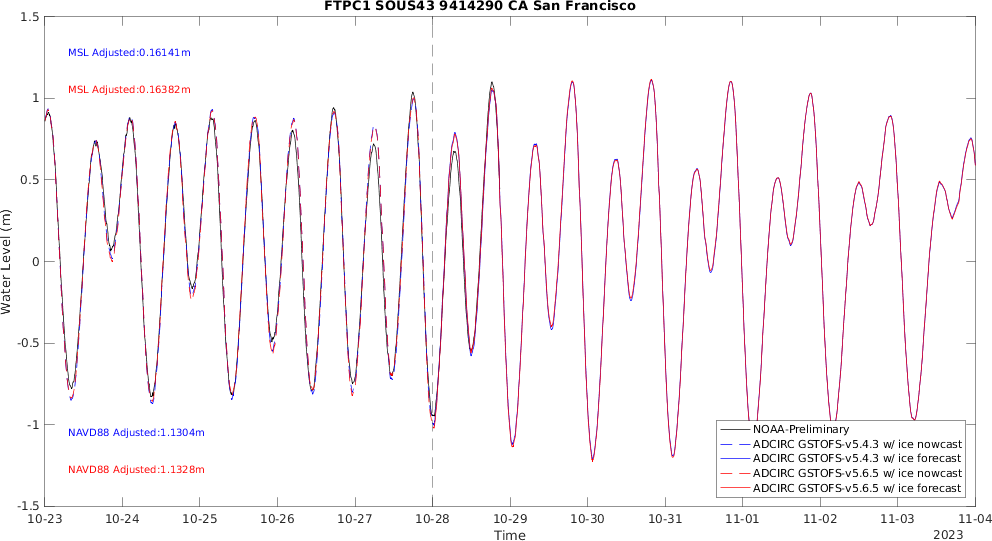 FTPC1 SOUS43 9414290 CA San Francisco
1.5
1
0.5
0
-0.5
-1
-1.5
Water Level (m)
MSL Adjusted:0.16141m
MSL Adjusted:0.16382m
NAVD88 Adjusted:1.1304m
NAVD88 Adjusted:1.1328m
NOAA-Preliminary
ADCIRC GSTOFS-v5.4.3 w/ ice nowcast
ADCIRC GSTOFS-v5.4.3 w/ ice forecast
ADCIRC GSTOFS-v5.6.5 w/ ice nowcast
ADCIRC GSTOFS-v5.6.5 w/ ice forecast
10-23 10-24 10-25 10-26 10-27 10-28 10-29 10-30 10-31 11-01 11-02 11-03 11-04
Time
2023